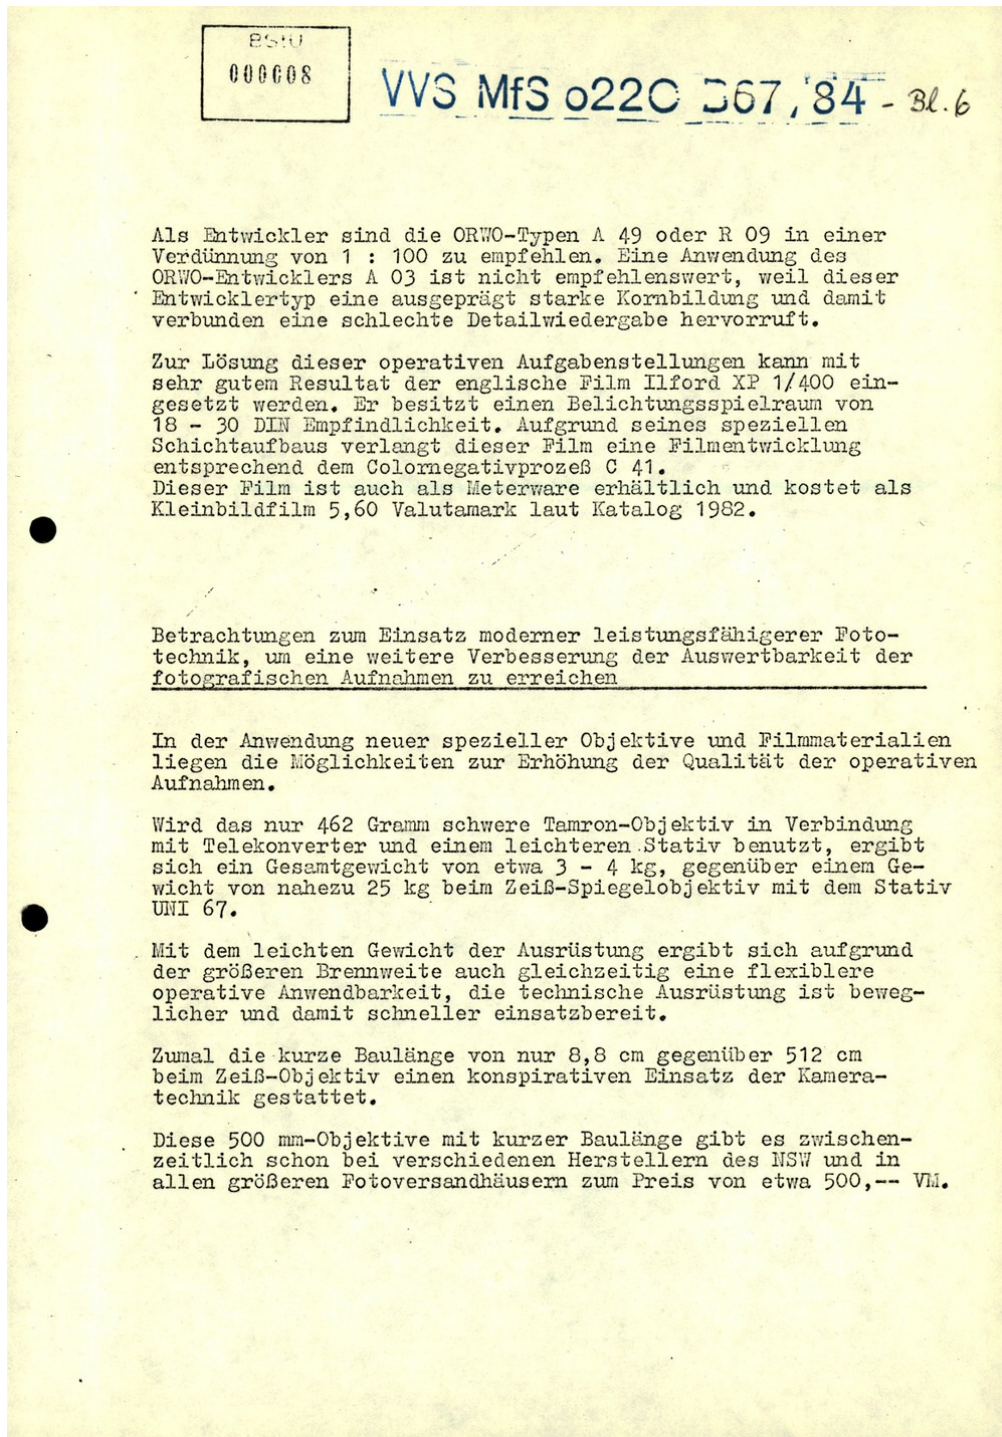 BStU
000008
VVS MfS o22C 367/84 - Bl. 6
Als Entwickler sind die ORWO-Typen A 49 oder R 09 in einer
Verdünnung von 1 : 100 zu empfehlen. Eine Anwendung des
ORWO-Entwicklers A 03 ist nicht empfehlenswert, weil dieser
Entwicklertyp eine ausgeprägt starke Kornbildung und damit
verbunden eine schlechte Detailwiedergabe hervorruft.
Zur Lösung dieser operativen Aufgabenstellungen kann mit
sehr gutem Resultat der englische Film Ilford XP 1/400 ein-
gesetzt werden. Er besitzt einen Belichtungsspielraum von
18 - 30 DIN Empfindlichkeit. Aufgrund seines speziellen
Schichtaufbaus verlangt dieser Film eine Filmentwicklung
entsprechend dem Colornegativprozeß C 41.
Dieser Film ist auch als Meterware erhältlich und kostet als
Kleinbildfilm 5,60 Valutamark laut Katalog 1982.
Betrachtungen zum Einsatz moderner leistungsfähigerer Foto-
technik, um eine weitere Verbesserung der Auswertbarkeit der
fotografischen Aufnahmen zu erreichen
In der Anwendung neuer spezieller Objektive und Filmmaterialien
liegen die Möglichkeiten zur Erhöhung der Qualität der operativen
Aufnahmen.
Wird das nur 462 Gramm schwere Tamron-Objektiv in Verbindung
mit Telekonverter und einem leichteren Stativ benutzt, ergibt
sich ein Gesamtgewicht von etwa 3 - 4 kg, gegenüber einem Ge-
wicht von nahezu 25 kg beim Zeiß-Spiegelobjektiv mit dem Stativ
UNI 67.
Mit dem leichten Gewicht der Ausrüstung ergibt sich aufgrund
der größeren Brennweite auch gleichzeitig eine flexiblere
operative Anwendbarkeit, die technische Ausrüstung ist beweg-
licher und damit schneller einsatzbereit.
Zumal die kurze Baulänge von nur 8,8 cm gegenüber 512 cm
beim Zeiß-Objektiv einen konspirativen Einsatz der Kamera-
technik gestattet.
Diese 500 mm-Objektive mit kurzer Baulänge gibt es zwischen-
zeitlich schon bei verschiedenen Herstellern des NSW und in
allen größeren Fotoversandhäusern zum Preis von etwa 500,-- VM.